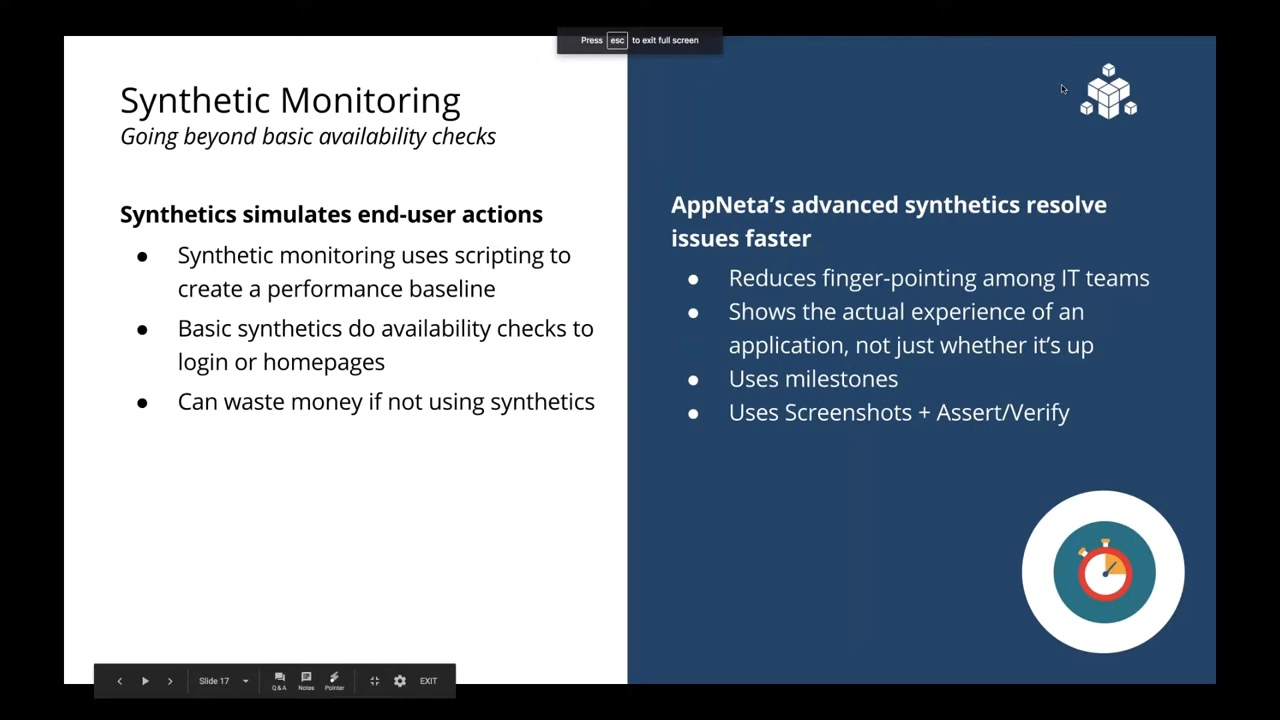 Press esc to exit full screen
Synthetic Monitoring
Going beyond basic availability checks
Synthetics simulates end-user actions
● Synthetic monitoring uses scripting to
create a performance baseline
● Basic synthetics do availability checks to
login or homepages
● Can waste money if not using synthetics
AppNeta’s advanced synthetics resolve
issues faster
● Reduces finger-pointing among IT teams
● Shows the actual experience of an
application, not just whether it’s up
● Uses milestones
● Uses Screenshots + Assert/Verify
Slide 17
Q&A
Notes
Pointer
EXIT